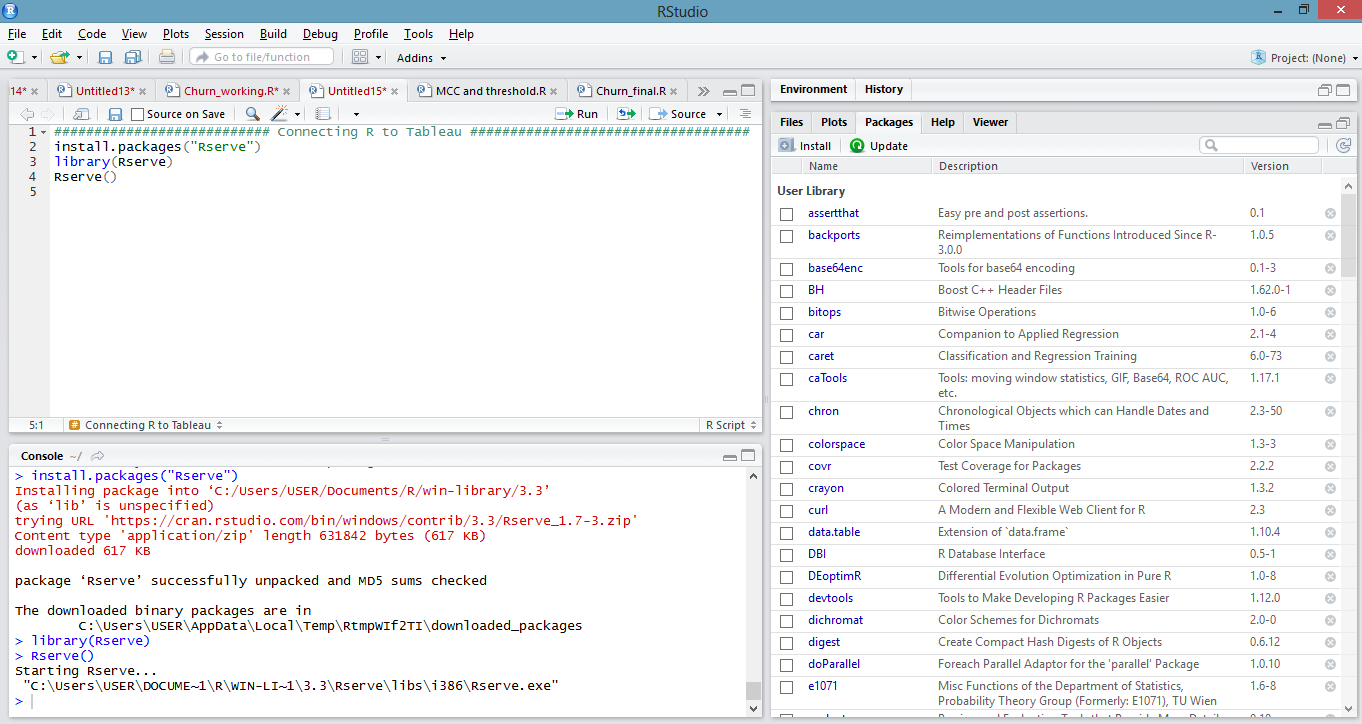 RStudio
File Edit Code View Plots Session Build Debug Profile Tools Help
Go to file/function
Addins
Project: (None)
14* Untitled13* Churn_working.R* Untitled15* MCC and threshold.R Churn_final.R
Source on Save
Run
Source
1 ########################### Connecting R to Tableau ###################################
2 install.packages("Rserve")
3 library(Rserve)
4 Rserve()
5
5:1 # Connecting R to Tableau R Script
Console ~/
> install.packages("Rserve")
Installing package into ‘C:/Users/USER/Documents/R/win-library/3.3’
(as ‘lib’ is unspecified)
trying URL 'https://cran.rstudio.com/bin/windows/contrib/3.3/Rserve_1.7-3.zip'
Content type 'application/zip' length 631842 bytes (617 KB)
downloaded 617 KB
package ‘Rserve’ successfully unpacked and MD5 sums checked
The downloaded binary packages are in
C:\Users\USER\AppData\Local\Temp\RtmpWIf2TI\downloaded_packages
> library(Rserve)
> Rserve()
Starting Rserve...
"C:\Users\USER\DOCUME~1\R\WIN-LI~1\3.3\Rserve\libs\i386\Rserve.exe"
>
Environment History
Files Plots Packages Help Viewer
Install Update
Name Description Version
User Library
assertthat Easy pre and post assertions. 0.1
backports Reimplementations of Functions Introduced Since R- 1.0.5
3.0.0
base64enc Tools for base64 encoding 0.1-3
BH Boost C++ Header Files 1.62.0-1
bitops Bitwise Operations 1.0-6
car Companion to Applied Regression 2.1-4
caret Classification and Regression Training 6.0-73
caTools Tools: moving window statistics, GIF, Base64, ROC AUC, 1.17.1
etc.
chron Chronological Objects which can Handle Dates and 2.3-50
Times
colorspace Color Space Manipulation 1.3-3
covr Test Coverage for Packages 2.2.2
crayon Colored Terminal Output 1.3.2
curl A Modern and Flexible Web Client for R 2.3
data.table Extension of `data.frame` 1.10.4
DBI R Database Interface 0.5-1
DEoptimR Differential Evolution Optimization in Pure R 1.0-8
devtools Tools to Make Developing R Packages Easier 1.12.0
dichromat Color Schemes for Dichromats 2.0-0
digest Create Compact Hash Digests of R Objects 0.6.12
doParallel Foreach Parallel Adaptor for the 'parallel' Package 1.0.10
e1071 Misc Functions of the Department of Statistics, 1.6-8
Probability Theory Group (Formerly: E1071), TU Wien